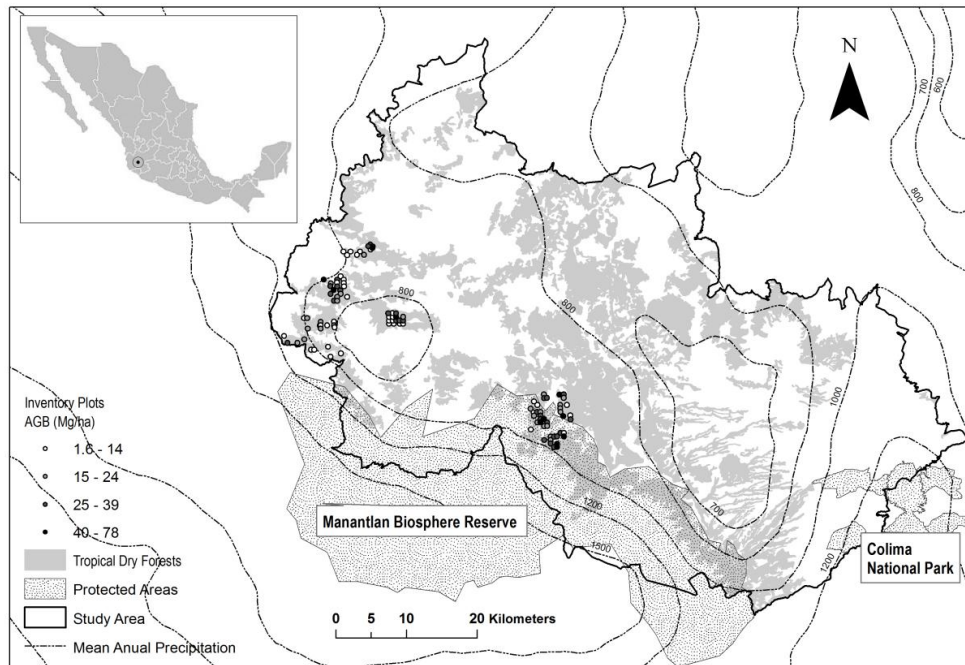 N
700
600
800
800
800
1000
700
1200
1500
1200
Inventory Plots
AGB (Mg/ha)
1.6 - 14
15 - 24
25 - 39
40 - 78
Tropical Dry Forests
Protected Areas
Study Area
Mean Anual Precipitation
Manantlan Biosphere Reserve
Colima
National Park
0 5 10 20 Kilometers